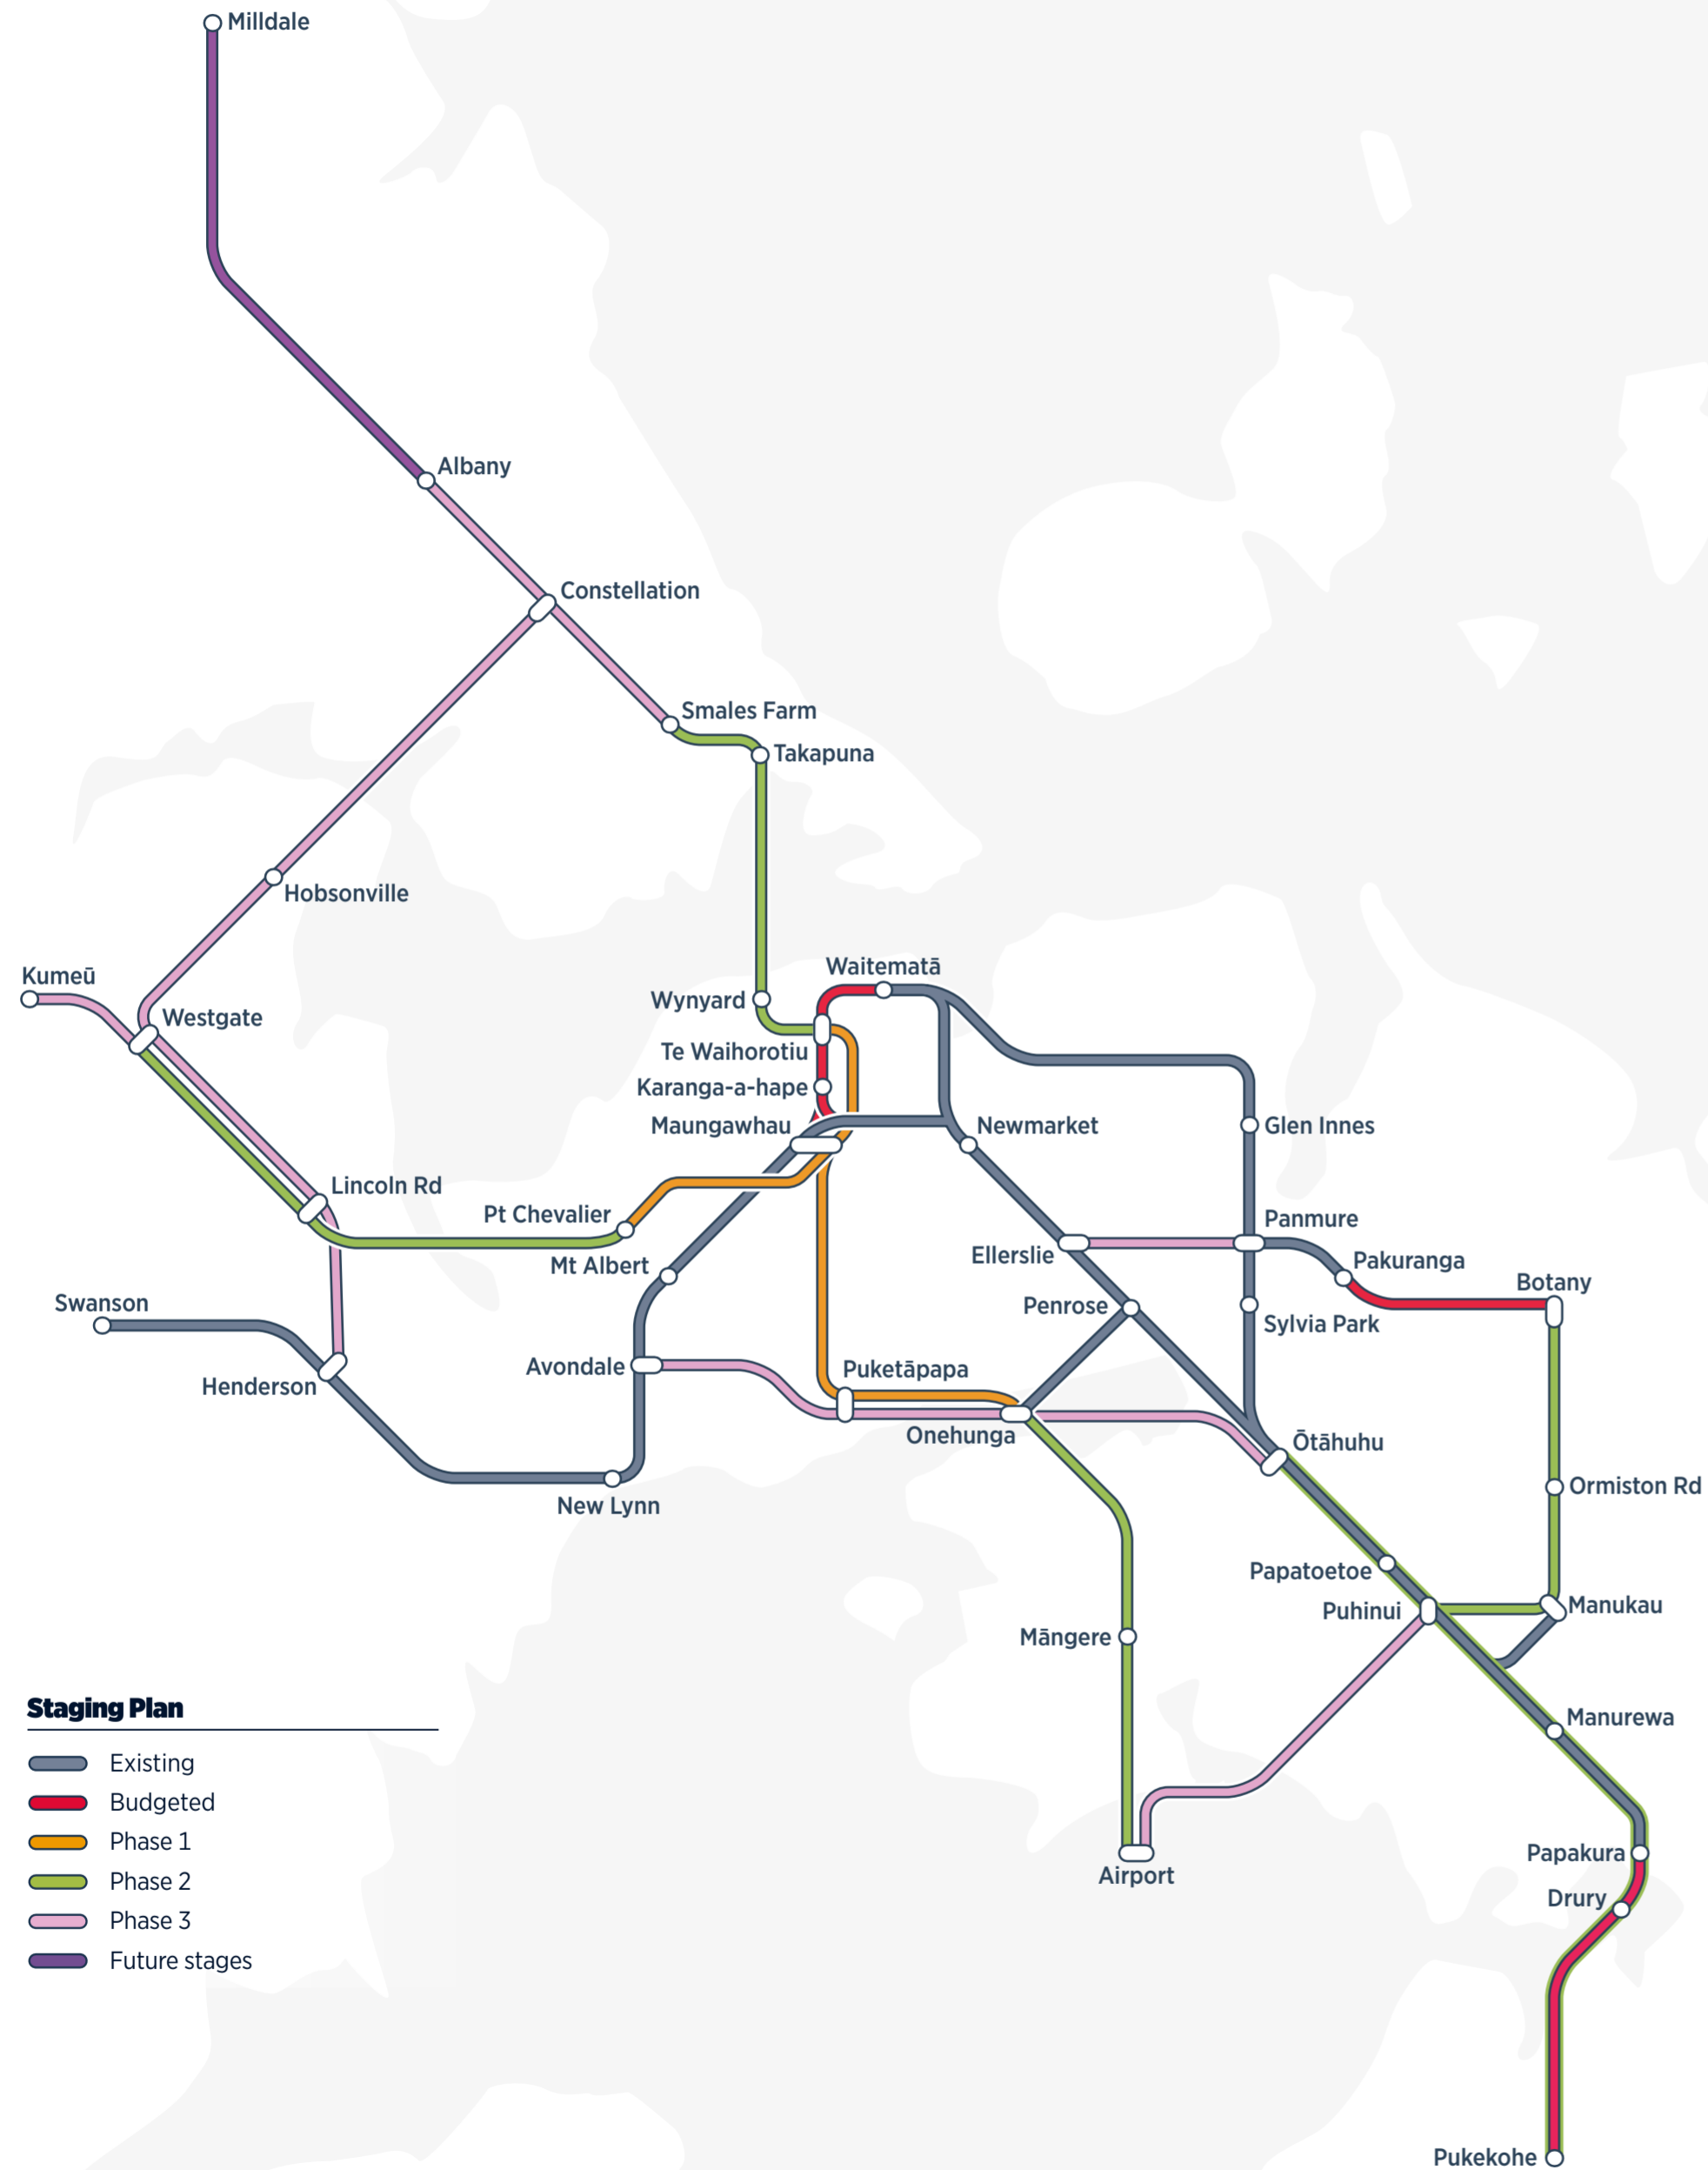 Milldale
Albany
Constellation
Smales Farm
Takapuna
Hobsonville
Waitematā
Kumeū
Wynyard
Westgate
Te Waihorotiu
Karanga-a-hape
Maungawhau
Newmarket
Glen Innes
Lincoln Rd
Pt Chevalier
Panmure
Ellerslie
Mt Albert
Pakuranga
Botany
Swanson
Penrose
Sylvia Park
Avondale
Puketāpapa
Henderson
Onehunga
Ōtāhuhu
New Lynn
Ormiston Rd
Papatoetoe
Puhinui
Manukau
Māngere
Manurewa
Papakura
Airport
Drury
Pukekohe
Staging Plan
Existing
Budgeted
Phase 1
Phase 2
Phase 3
Future stages